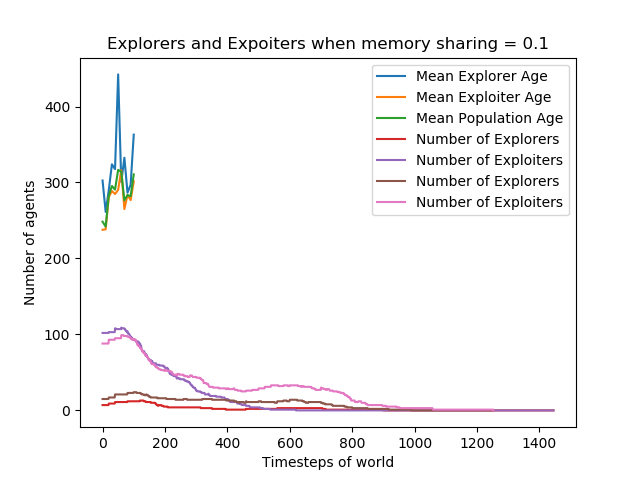 Explorers and Expoiters when memory sharing = 0.1
Mean Explorer Age
Mean Exploiter Age
Mean Population Age
Number of Explorers
Number of Exploiters
Number of Explorers
Number of Exploiters
Number of agents
400
300
200
100
0
0 200 400 600 800 1000 1200 1400
Timesteps of world